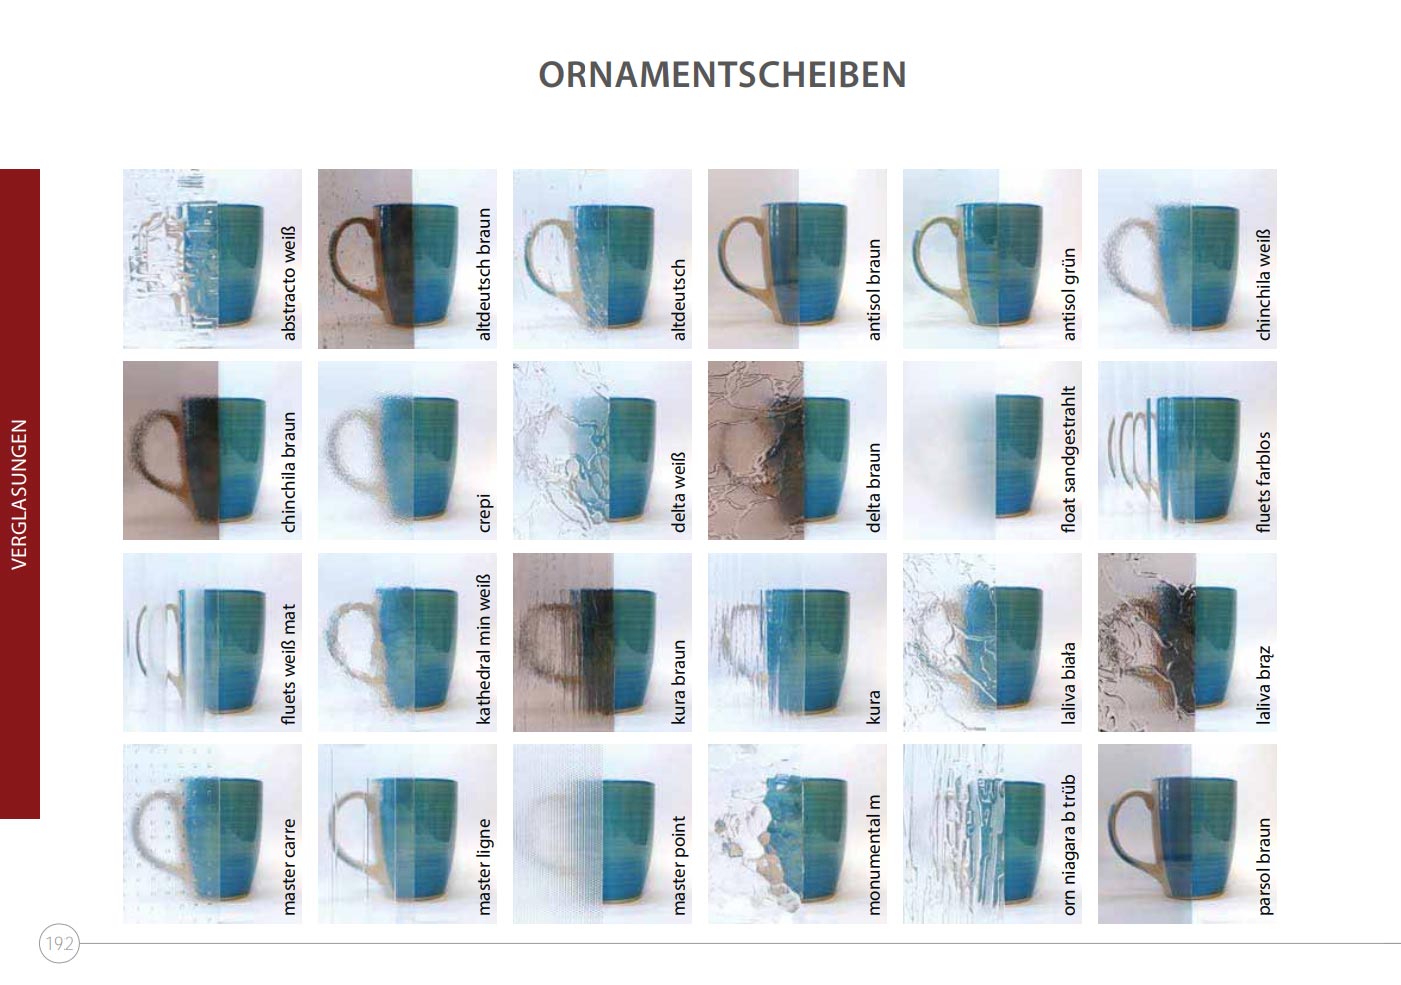 ORNAMENTSCHEIBEN
VERGLASUNGEN
abstracto weiß
altdeutsch braun
altdeutsch
antisol braun
antisol grün
chinchila weiß
chinchila braun
crepi
delta weiß
delta braun
float sandgestrahlt
fluets farblos
fluets weiß mat
kathedral min weiß
kura braun
kura
laliva biała
laliva brąz
master carre
master ligne
master point
monumental m
orn niagara b trüb
parsol braun
192